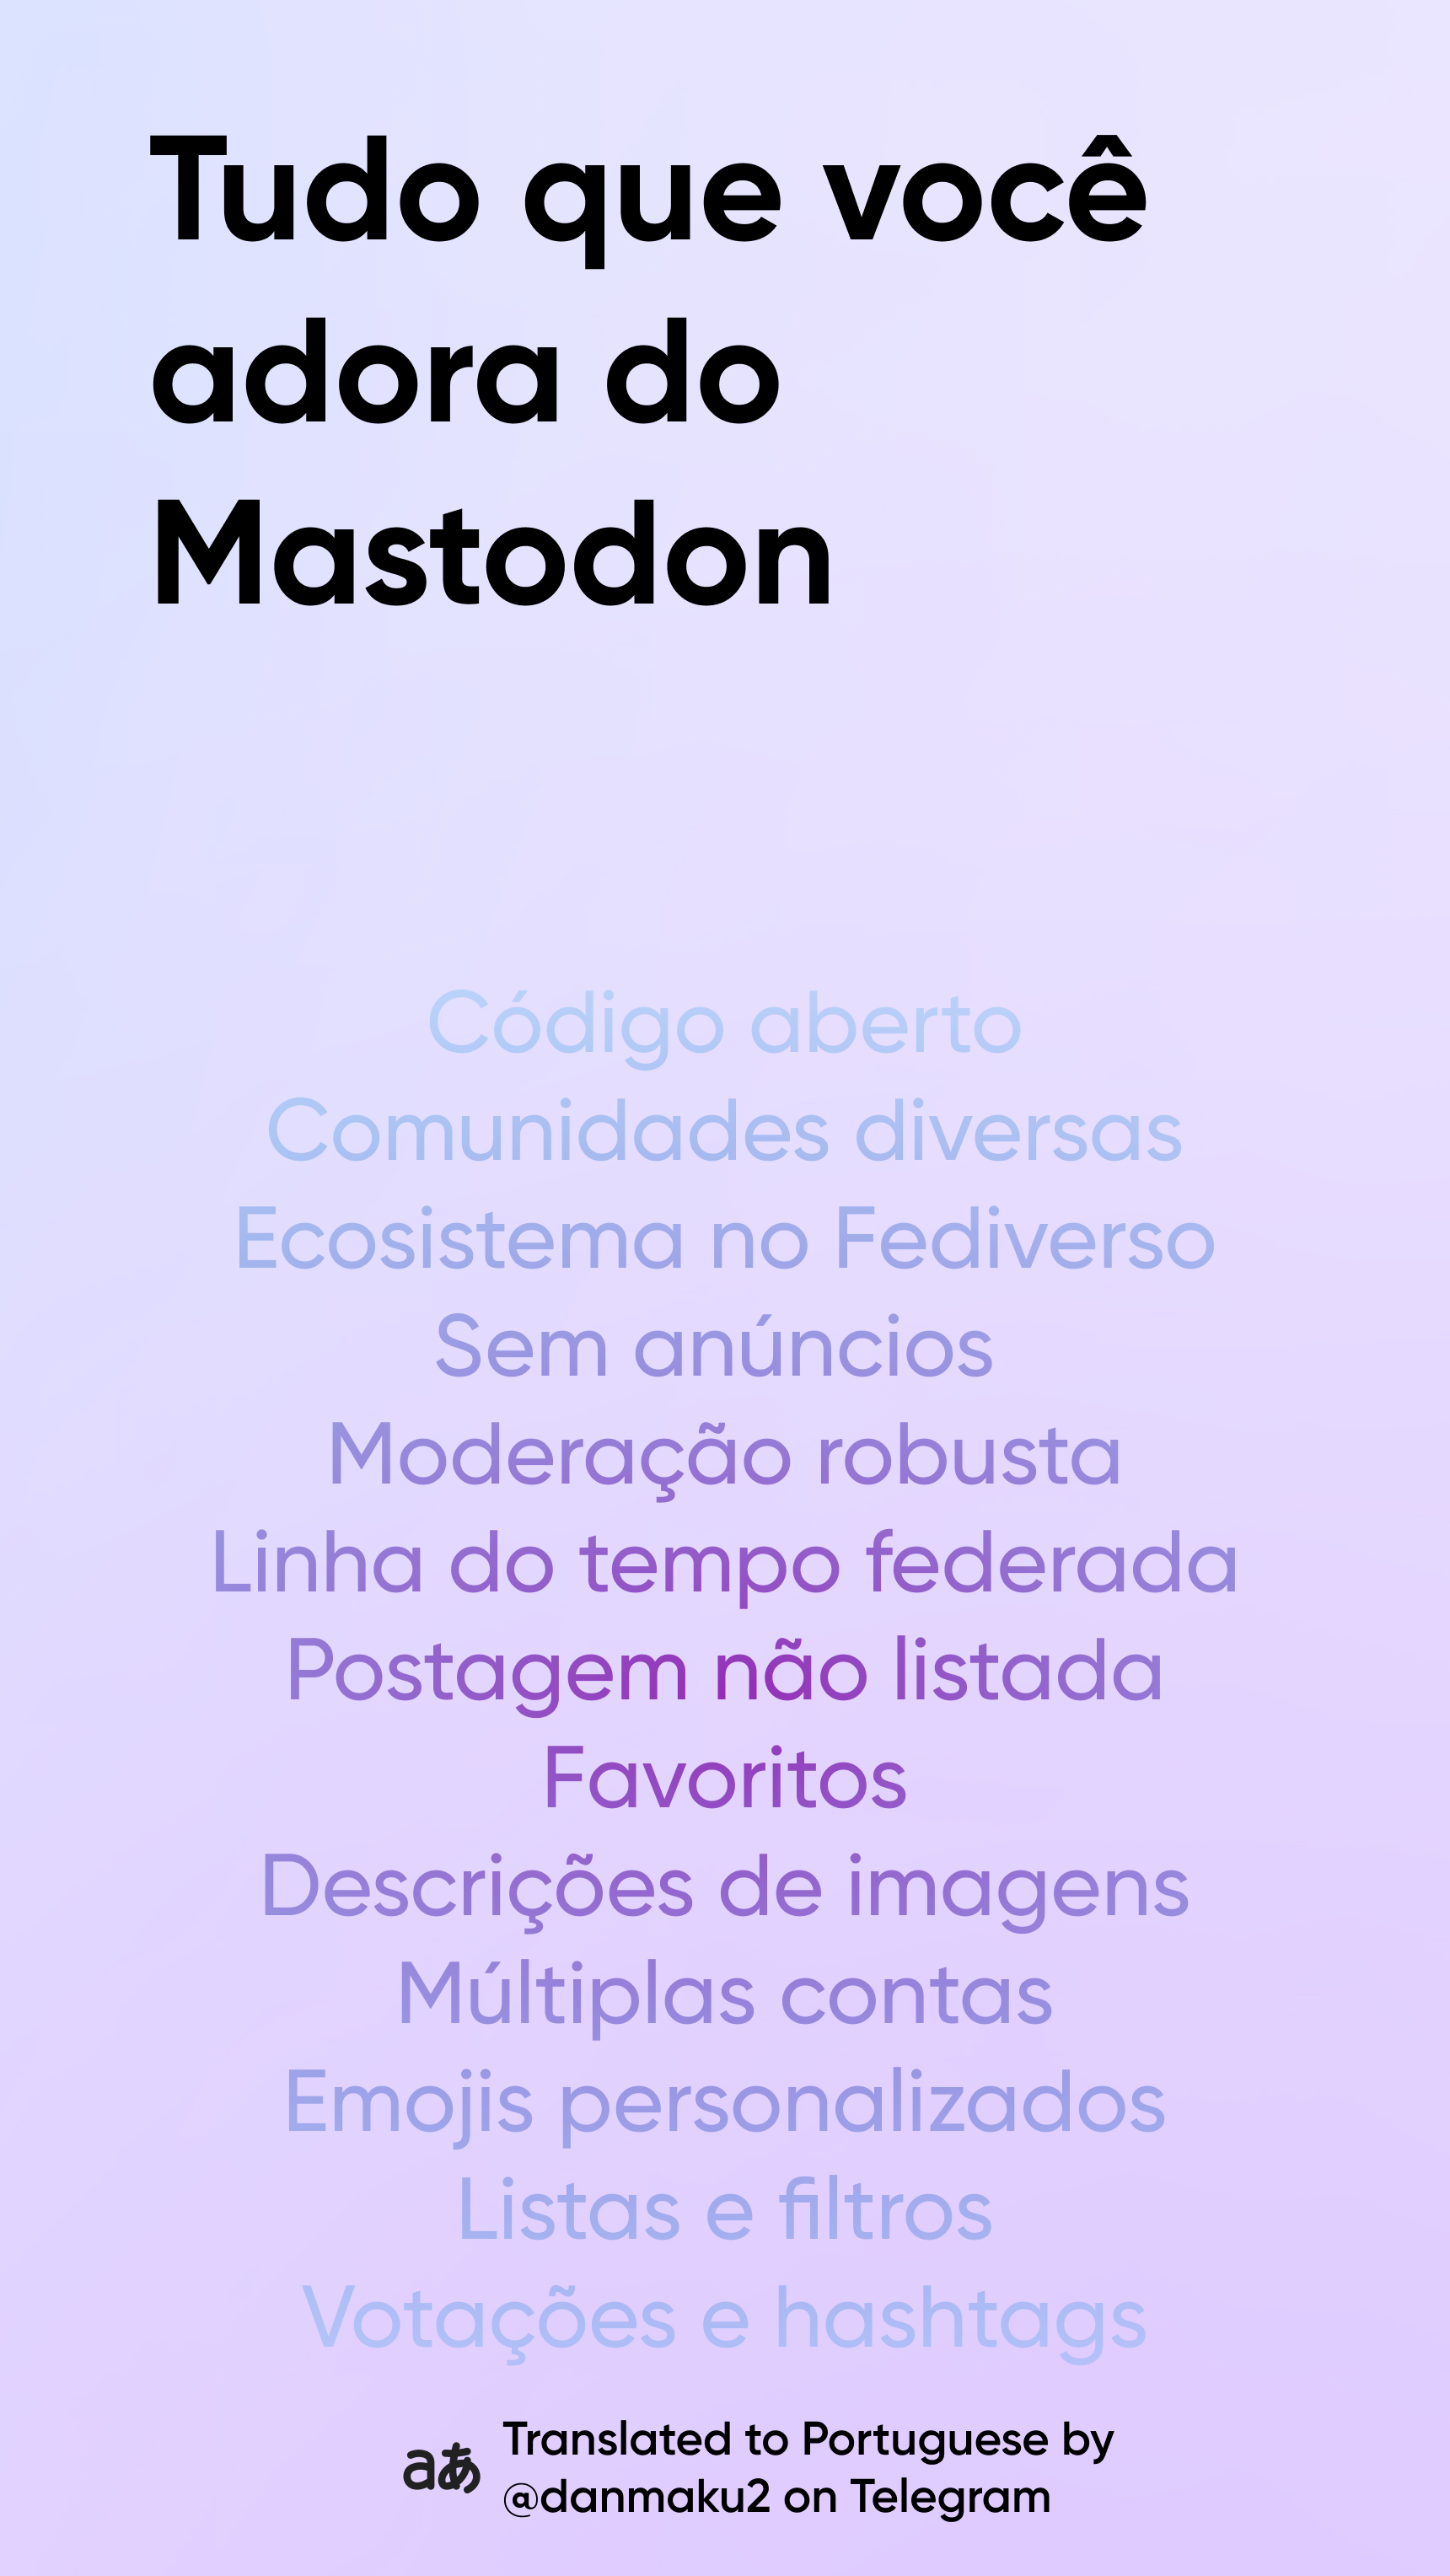 Tudo que você
adora do
Mastodon
Código aberto
Comunidades diversas
Ecosistema no Fediverso
Sem anúncios
Moderação robusta
Linha do tempo federada
Postagem não listada
Favoritos
Descrições de imagens
Múltiplas contas
Emojis personalizados
Listas e filtros
Votações e hashtags
aあ Translated to Portuguese by
@danmaku2 on Telegram